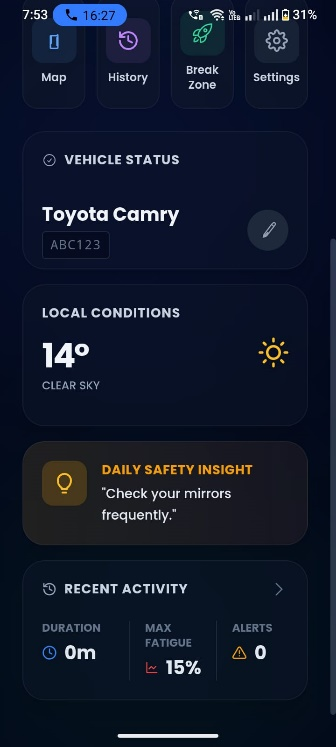 7:53
16:27
31%
Map
History
Break
Zone
Settings
VEHICLE STATUS
Toyota Camry
ABC123
LOCAL CONDITIONS
14°
CLEAR SKY
DAILY SAFETY INSIGHT
"Check your mirrors
frequently."
RECENT ACTIVITY
DURATION
0m
MAX
FATIGUE
15%
ALERTS
0